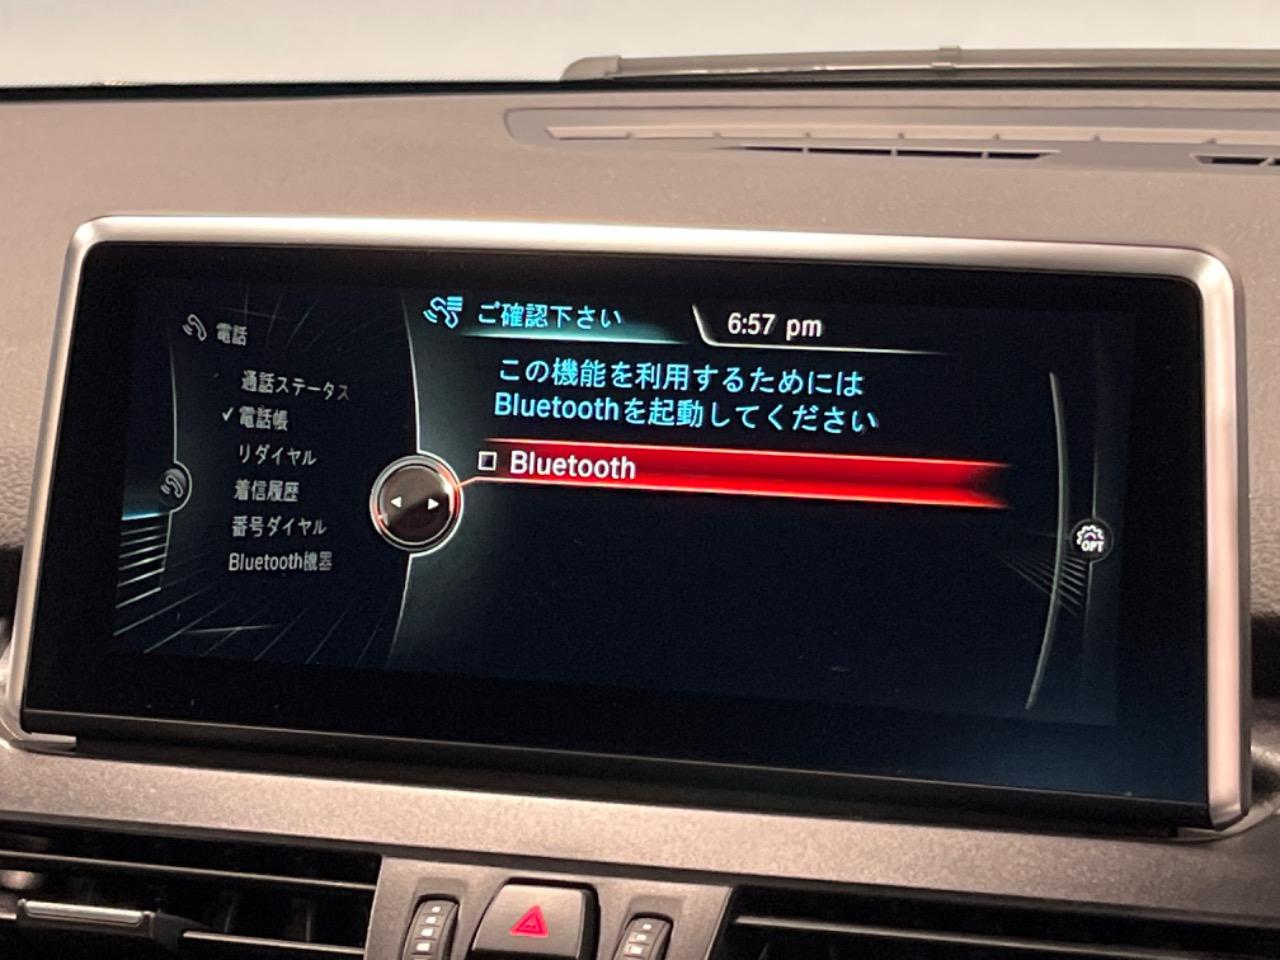 電話
通話ステータス
✓電話帳
リダイヤル
着信履歴
番号ダイヤル
Bluetooth機器
ご確認下さい
6:57 pm
この機能を利用するためには
Bluetoothを起動してください
Bluetooth
OPT